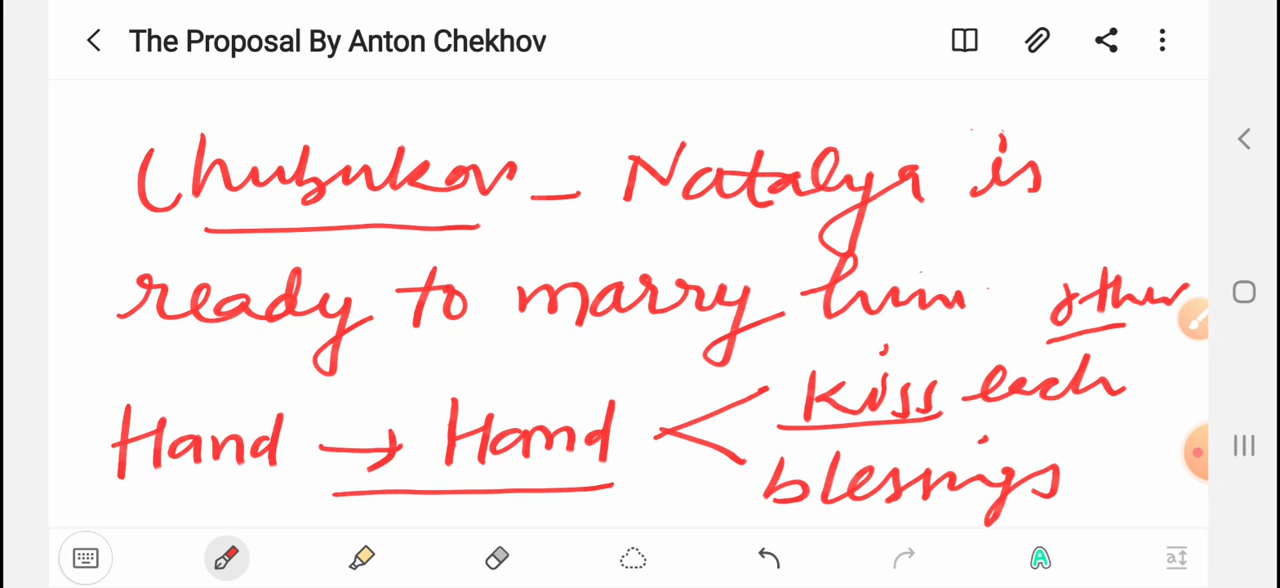 The Proposal By Anton Chekhov
Chubukov - Natalya is
ready to marry him
other
Hand → Hand < kiss each
blessings